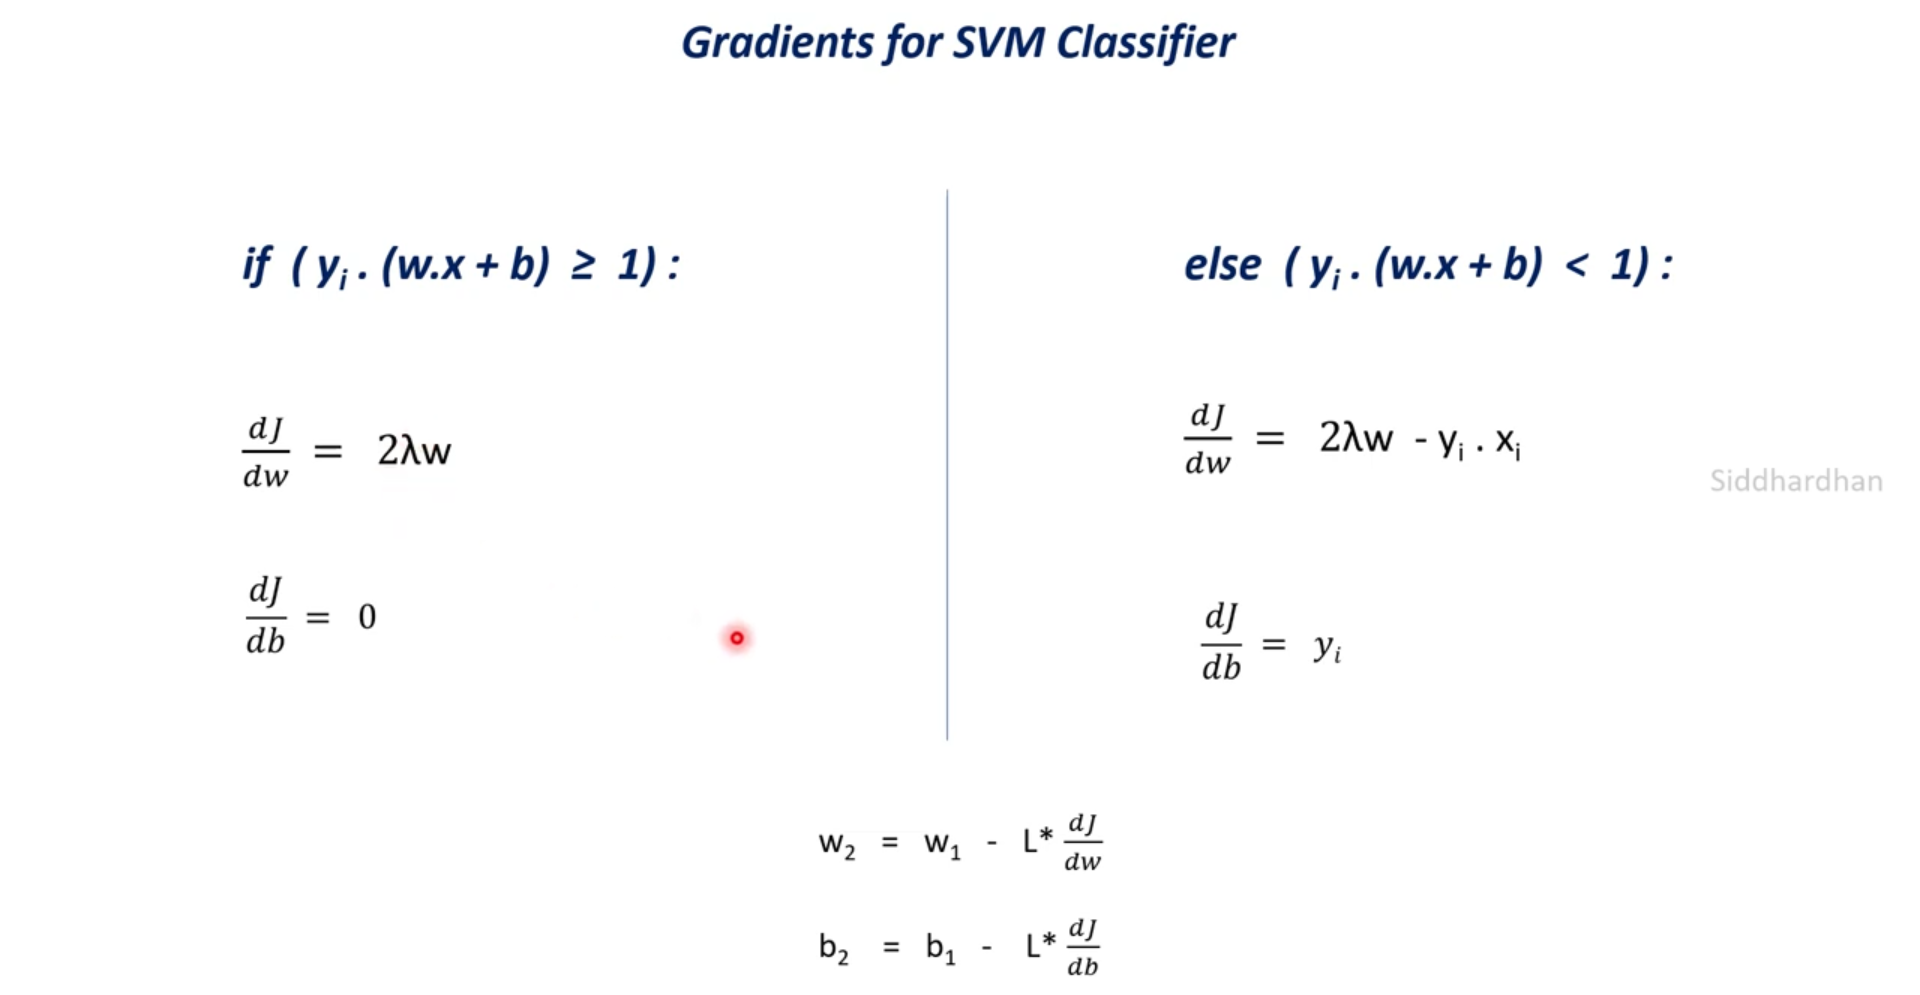 Gradients for SVM Classifier
if ( yᵢ . (w.x + b) ≥ 1) :
dJ/dw = 2λw
dJ/db = 0
else ( yᵢ . (w.x + b) < 1) :
dJ/dw = 2λw - yᵢ . xᵢ
dJ/db = yᵢ
Siddhardhan
w₂ = w₁ - L* dJ/dw
b₂ = b₁ - L* dJ/db